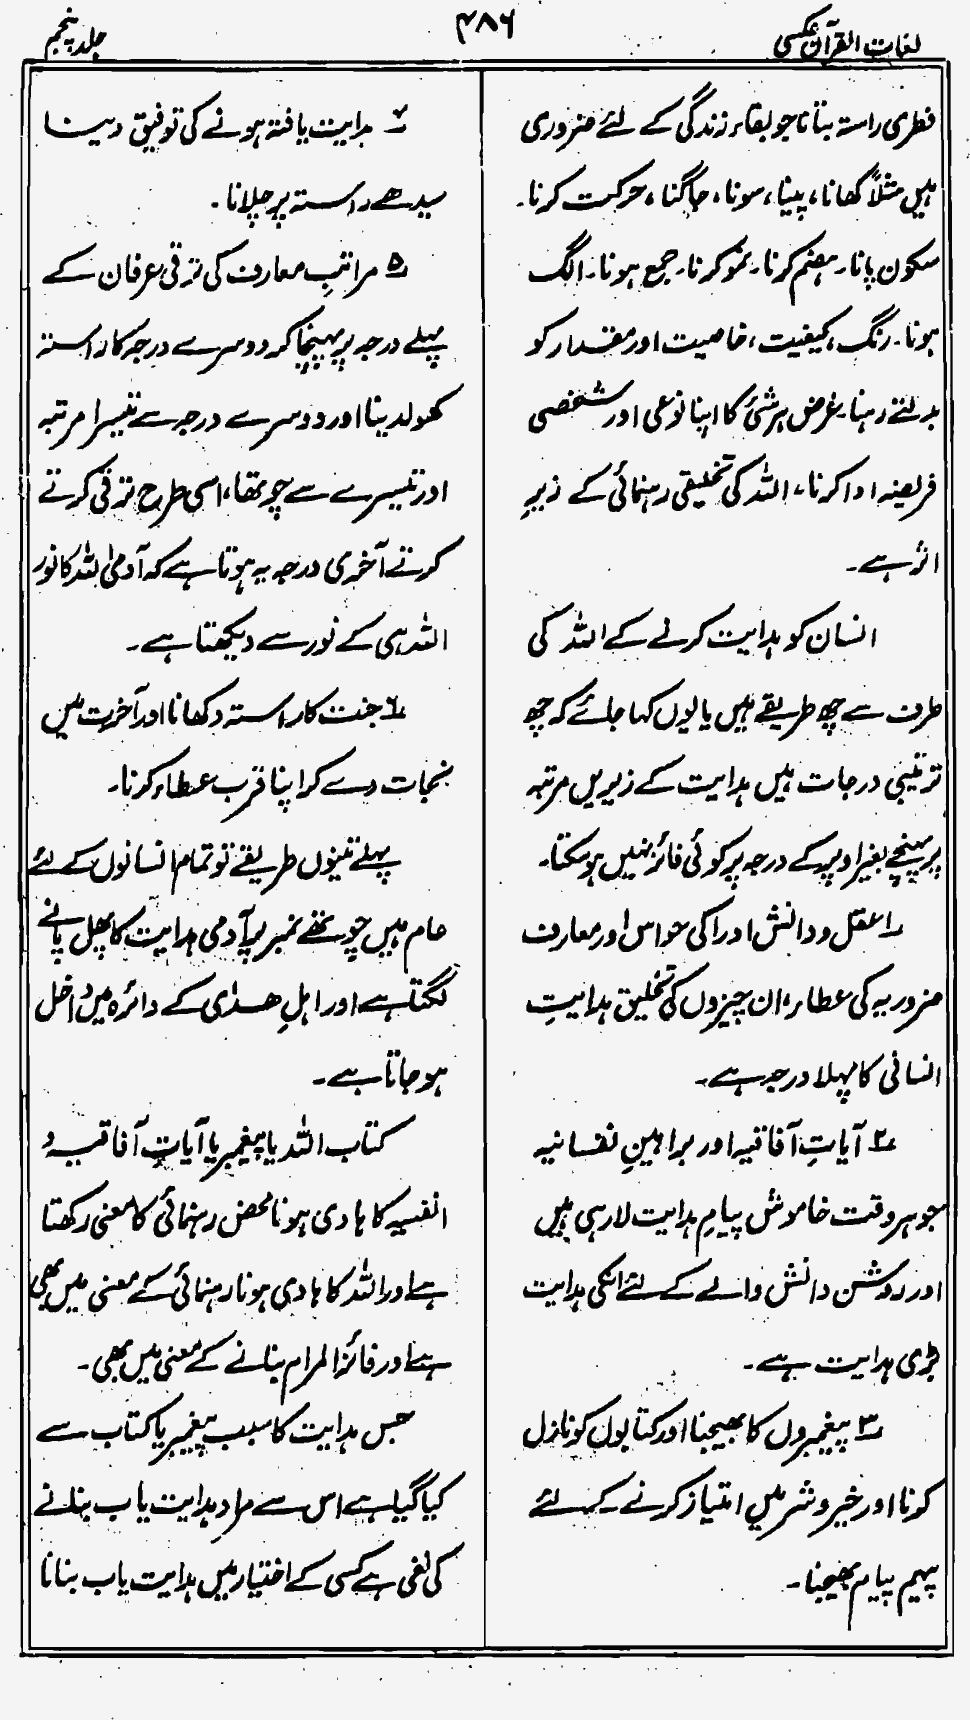 لغات القرآن عکسی
۴۸۶
جلد پنجم
فطری راستہ بتانا جو بقاء زندگی کے لئے ضروری
ہیں مثلاً کھانا، پینا، سونا، جاگنا، حرکت کرنا۔
سکون پانا۔ ہضم کرنا۔ نمو کرنا۔ جمع ہونا۔ الگ
ہونا۔ رنگ، کیفیت، خاصیت اور مقدار کو
بدلتے رہنا۔ غرض ہر شئ کا اپنا نوعی اور شخصی
فریضہ ادا کرنا، اللہ کی تخلیقی رہنمائی کے زیرِ
اثر ہے۔
انسان کو ہدایت کرنے کے اللہ کی
طرف سے چھ طریقے ہیں یا یوں کہا جائے کہ چھ
ترتیبی درجات ہیں ہدایت کے زیریں مرتبہ
پر پہنچے بغیر اوپر کے درجہ پر کوئی فائز نہیں ہو سکتا۔
۱ عقل و دانش ادراکی حواس اور معارف
ضروریہ کی عطاء، ان چیزوں کی تخلیق ہدایتِ
انسانی کا پہلا درجہ ہے۔
۲ آیاتِ آفاقیہ اور براہینِ نفسانیہ
جو ہر وقت خاموش پیامِ ہدایت لا رہی ہیں
اور روشن دانش والے کے لئے انکی ہدایت
بڑی ہدایت ہے۔
۳ پیغمبروں کا بھیجنا اور کتابوں کو نازل
کرنا اور خیر و شر میں امتیاز کرنے کے لئے
پیہم پیام بھیجنا۔
۴ ہدایت یافتہ ہونے کی توفیق دینا
سیدھے راستہ پر چلانا۔
۵ مراتبِ معارف کی ترقی عرفان کے
پہلے درجہ پر پہنچا کر دوسرے درجہ کا راستہ
کھولدینا اور دوسرے درجہ سے تیسرا مرتبہ
اور تیسرے سے چوتھا، اسی طرح ترقی کرتے
کرتے آخری درجہ یہ ہوتا ہے کہ آدمی اللہ کا نور
اللہ ہی کے نور سے دیکھتا ہے۔
۶ جنت کا راستہ دکھانا اور آخرت میں
نجات دے کر اپنا قرب عطاء کرنا۔
پہلے تینوں طریقے تو تمام انسانوں کے لئے
عام ہیں چوتھے نمبر پر آدمی ہدایت کا پھل پانے
لگتا ہے اور اہلِ ھدٰی کے دائرہ میں داخل
ہو جاتا ہے۔
کتاب اللہ یا پیغمبر یا آیاتِ آفاقیہ و
انفسیہ کا ہادی ہونا محض رہنمائی کا معنی رکھتا
ہے اور اللہ کا ہادی ہونا رہنمائی کے معنی میں بھی
ہے اور فائز المرام بنانے کے معنی میں بھی۔
جس ہدایت کا سبب پیغمبر یا کتاب سے
کیا گیا ہے اس سے مراد ہدایت یاب بنانے
کی نفی ہے کسی کے اختیار میں ہدایت یاب بنانا